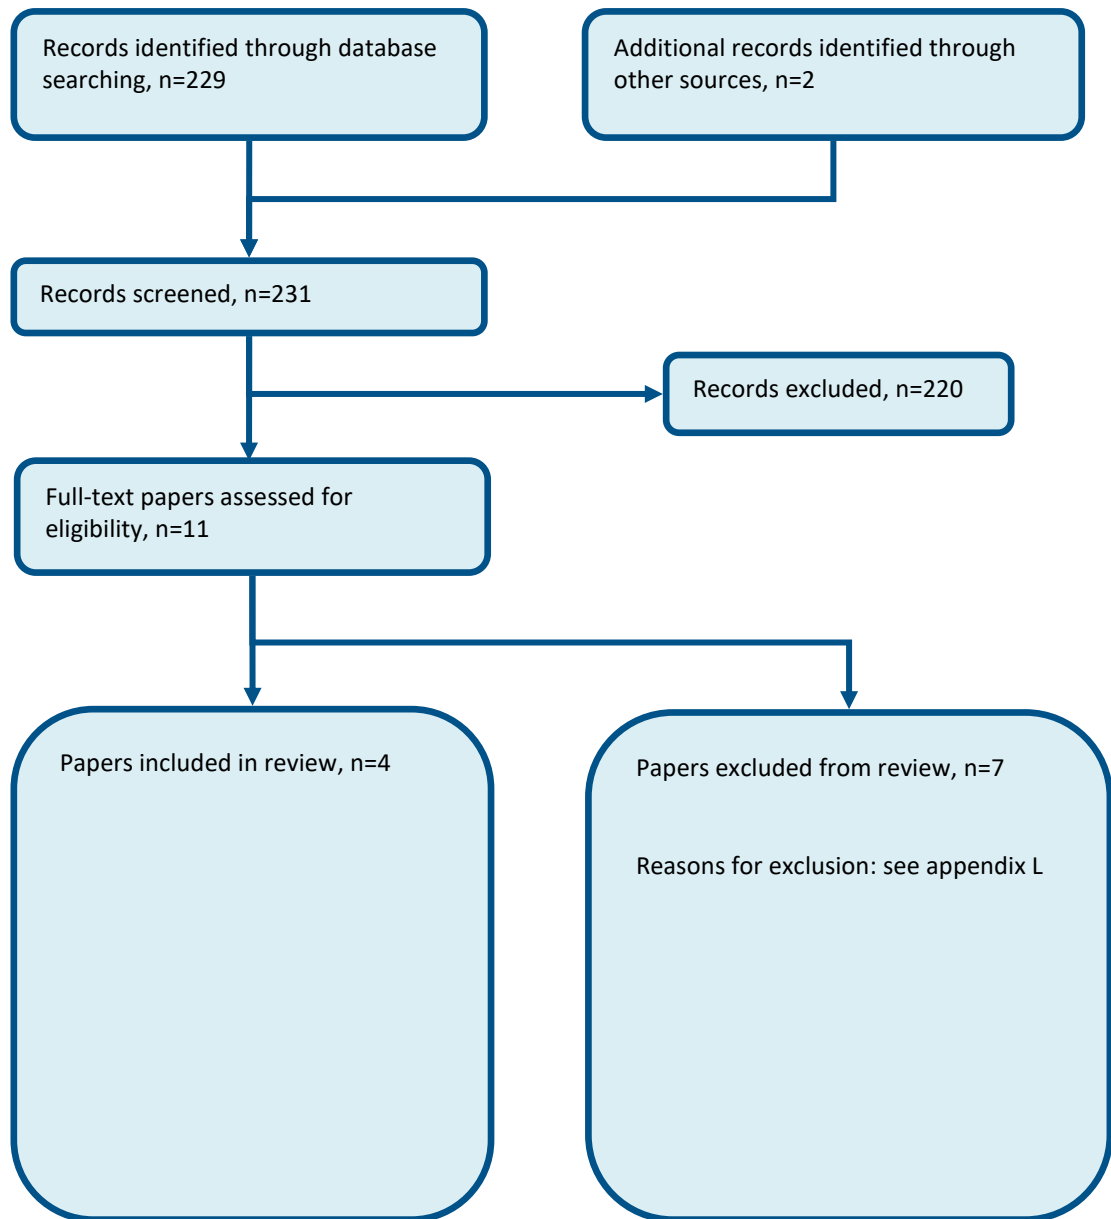 Records identified through database
searching, n=229
Additional records identified through
other sources, n=2
Records screened, n=231
Records excluded, n=220
Full-text papers assessed for
eligibility, n=11
Papers included in review, n=4
Papers excluded from review, n=7
Reasons for exclusion: see appendix L